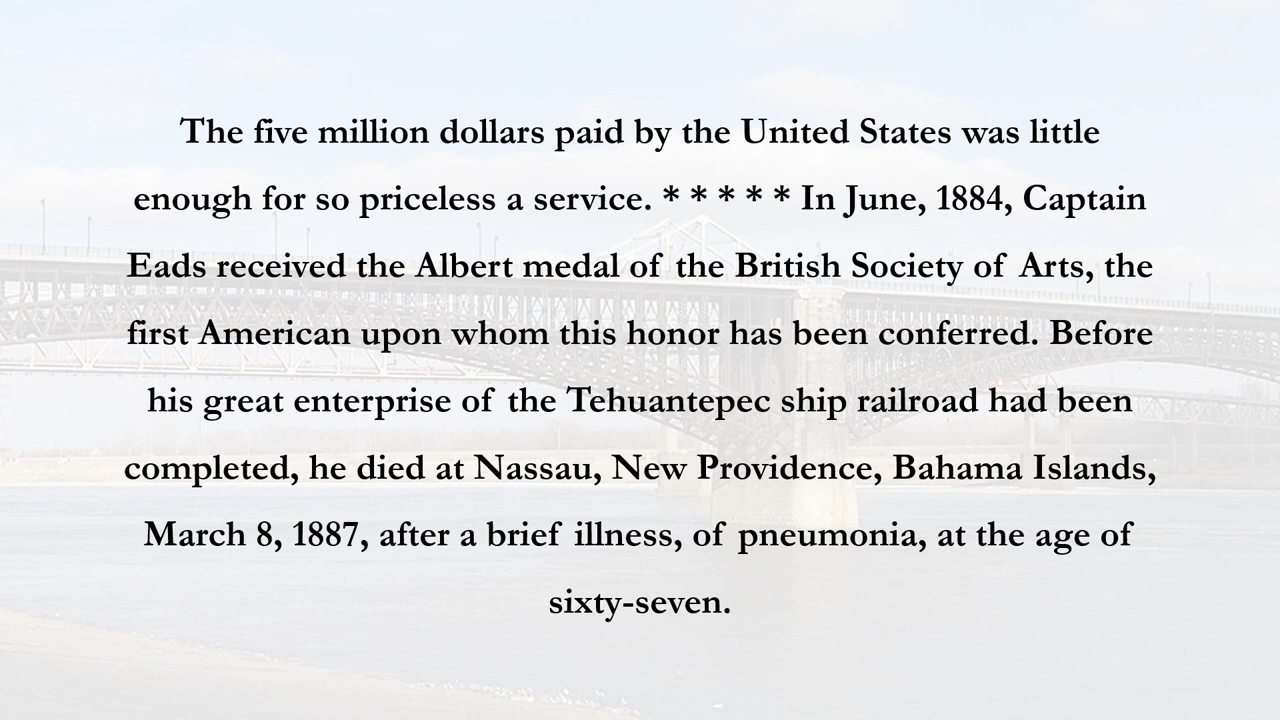 The five million dollars paid by the United States was little
enough for so priceless a service. * * * * * In June, 1884, Captain
Eads received the Albert medal of the British Society of Arts, the
first American upon whom this honor has been conferred. Before
his great enterprise of the Tehuantepec ship railroad had been
completed, he died at Nassau, New Providence, Bahama Islands,
March 8, 1887, after a brief illness, of pneumonia, at the age of
sixty-seven.